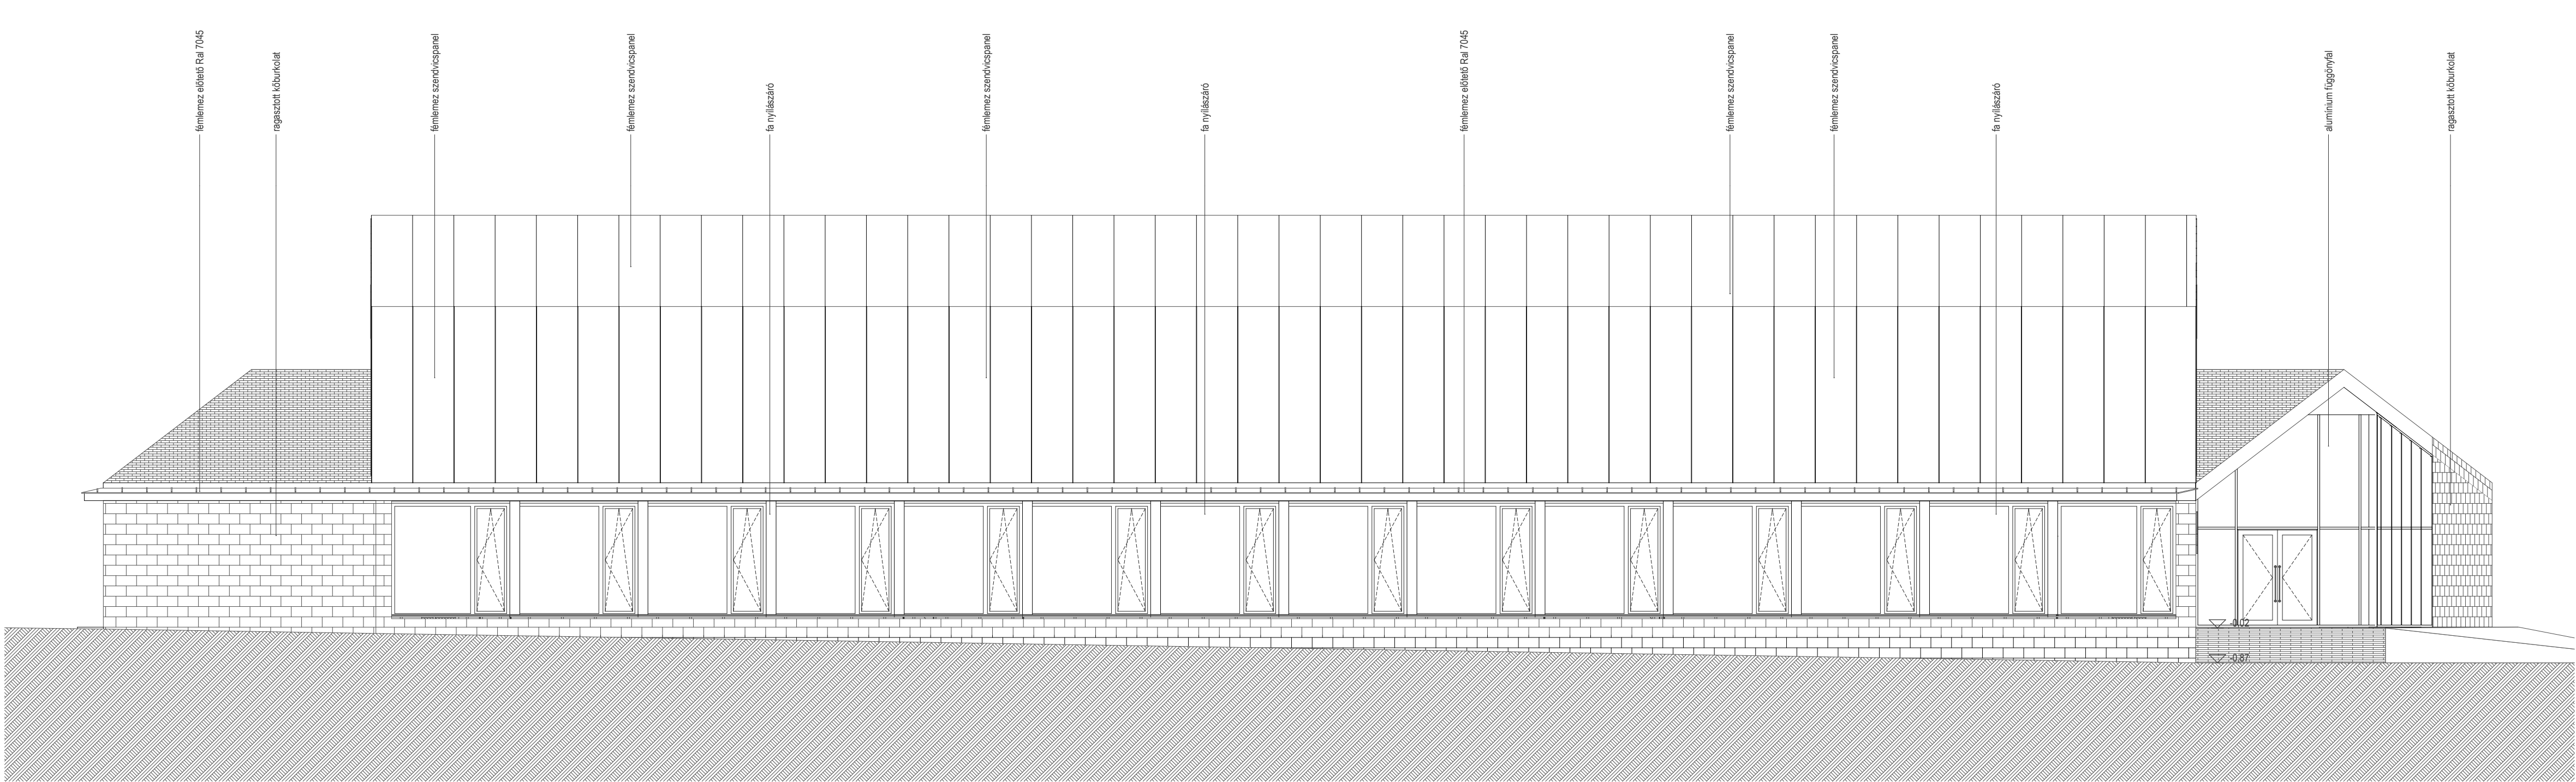 fémlemez előtető Ral 7045
ragasztott kőburkolat
fémlemez szendvicspanel
fémlemez szendvicspanel
fa nyílászáró
fémlemez szendvicspanel
fa nyílászáró
fémlemez előtető Ral 7045
fémlemez szendvicspanel
fémlemez szendvicspanel
fa nyílászáró
alumínium függönyfal
ragasztott kőburkolat
-0,02
-0,87